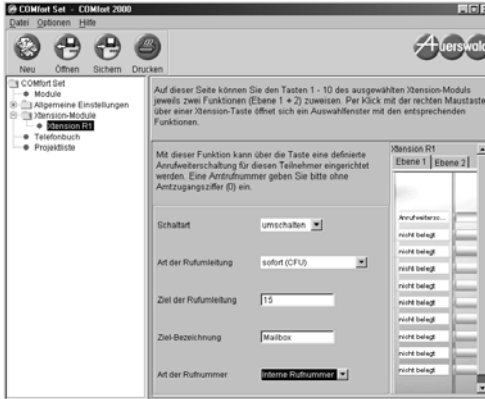 COMfort Set - COMfort 2000
Datei Optionen Hilfe
Neu Öffnen Sichern Drucken
Auerswald
COMfort Set
Module
Allgemeine Einstellungen
Xtension-Module
Xtension R1
Telefonbuch
Projektliste
Auf dieser Seite können Sie den Tasten 1 - 10 des ausgewählten Xtension-Moduls
jeweils zwei Funktionen (Ebene 1 + 2) zuweisen. Per Klick mit der rechten Maustaste
über einer Xtension-Taste öffnet sich ein Auswahlfenster mit den entsprechenden
Funktionen.
Mit dieser Funktion kann über die Taste eine definierte
Anrufweiterschaltung für diesen Teilnehmer eingerichtet
werden. Eine Amtrufnummer geben Sie bitte ohne
Amtzugangsziffer (0) ein.
Schaltart umschalten
Art der Rufumleitung sofort (CFU)
Ziel der Rufumleitung 15
Ziel-Bezeichnung Mailbox
Art der Rufnummer Interne Rufnummer
Xtension R1
Ebene 1 Ebene 2
Anrufweitersc...
nicht belegt
nicht belegt
nicht belegt
nicht belegt
nicht belegt
nicht belegt
nicht belegt
nicht belegt
nicht belegt